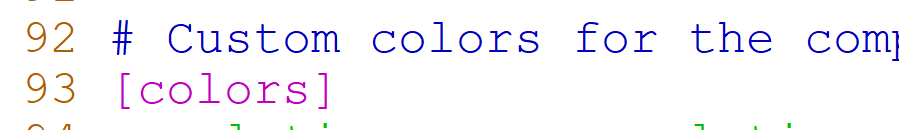 92 # Custom colors for the
93 [colors]